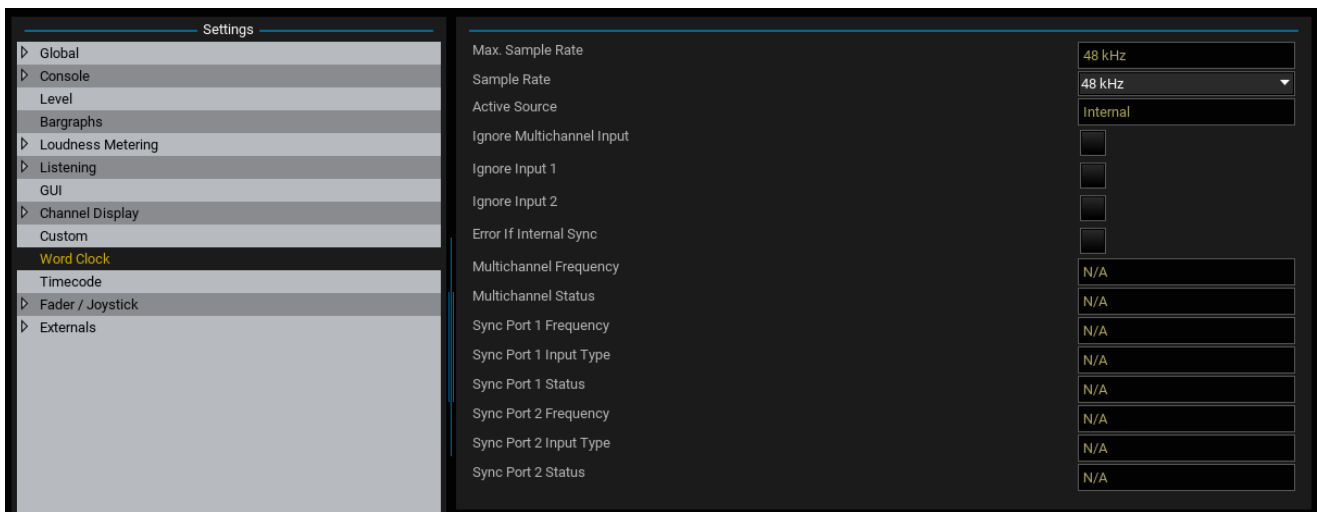 Settings
Global
Console
Level
Bargraphs
Loudness Metering
Listening
GUI
Channel Display
Custom
Word Clock
Timecode
Fader / Joystick
Externals
Max. Sample Rate 48 kHz
Sample Rate 48 kHz
Active Source Internal
Ignore Multichannel Input
Ignore Input 1
Ignore Input 2
Error If Internal Sync
Multichannel Frequency N/A
Multichannel Status N/A
Sync Port 1 Frequency N/A
Sync Port 1 Input Type N/A
Sync Port 1 Status N/A
Sync Port 2 Frequency N/A
Sync Port 2 Input Type N/A
Sync Port 2 Status N/A